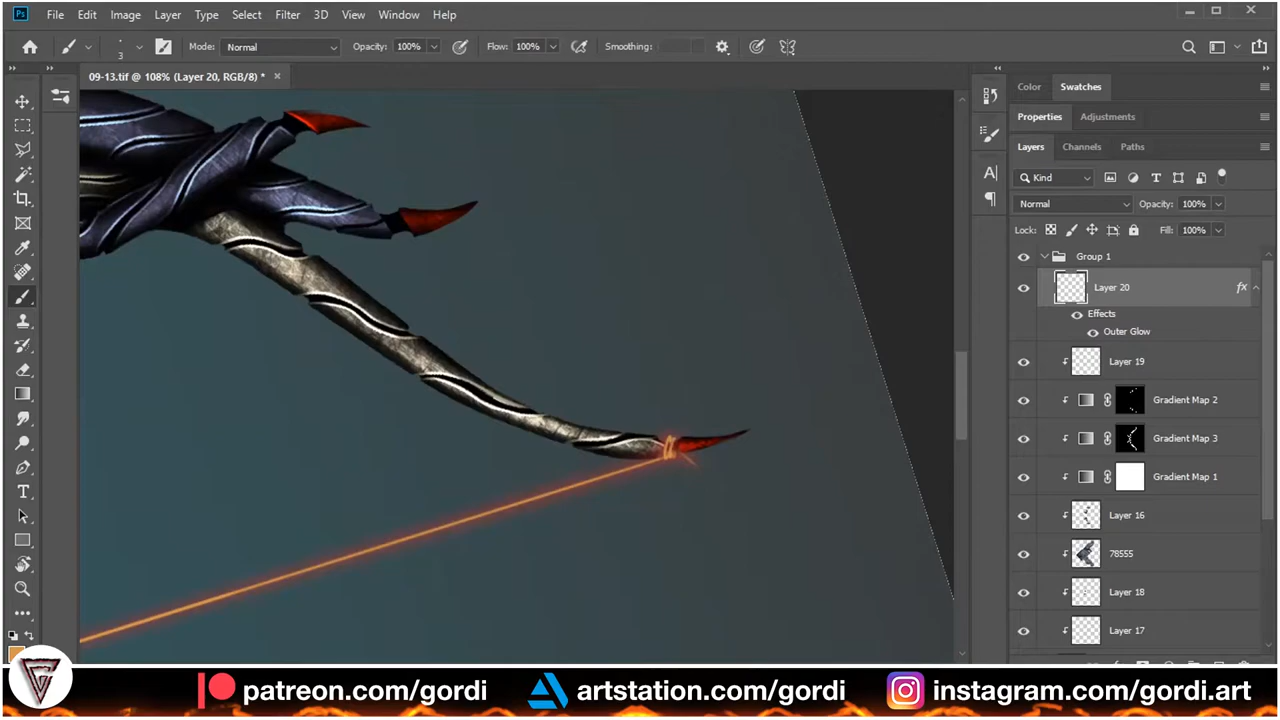 Ps File Edit Image Layer Type Select Filter 3D View Window Help
3 Mode: Normal Opacity: 100% Flow: 100% Smoothing:
09-13.tif @ 108% (Layer 20, RGB/8) *
Color Swatches
Properties Adjustments
Layers Channels Paths
Kind
Normal Opacity: 100%
Lock: Fill: 100%
Group 1
Layer 20 fx
Effects
Outer Glow
Layer 19
Gradient Map 2
Gradient Map 3
Gradient Map 1
Layer 16
78555
Layer 18
Layer 17
patreon.com/gordi artstation.com/gordi instagram.com/gordi.art